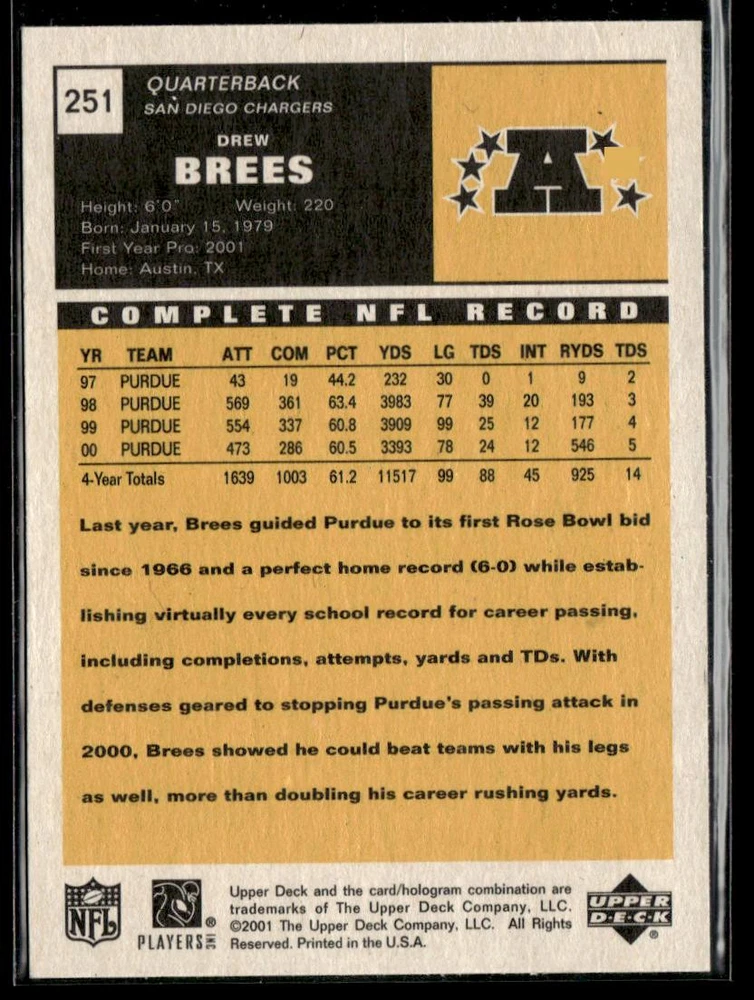 251
QUARTERBACK
SAN DIEGO CHARGERS
DREW
BREES
Height: 6'0" Weight: 220
Born: January 15, 1979
First Year Pro: 2001
Home: Austin, TX
A
COMPLETE NFL RECORD
YR TEAM ATT COM PCT YDS LG TDS INT RYDS TDS
97 PURDUE 43 19 44.2 232 30 0 1 9 2
98 PURDUE 569 361 63.4 3983 77 39 20 193 3
99 PURDUE 554 337 60.8 3909 99 25 12 177 4
00 PURDUE 473 286 60.5 3393 78 24 12 546 5
4-Year Totals 1639 1003 61.2 11517 99 88 45 925 14
Last year, Brees guided Purdue to its first Rose Bowl bid
since 1966 and a perfect home record (6-0) while estab-
lishing virtually every school record for career passing,
including completions, attempts, yards and TDs. With
defenses geared to stopping Purdue's passing attack in
2000, Brees showed he could beat teams with his legs
as well, more than doubling his career rushing yards.
NFL
PLAYERS INC ®
Upper Deck and the card/hologram combination are
trademarks of The Upper Deck Company, LLC.
©2001 The Upper Deck Company, LLC. All Rights
Reserved. Printed in the U.S.A.
UPPER
D·E·C·K
®